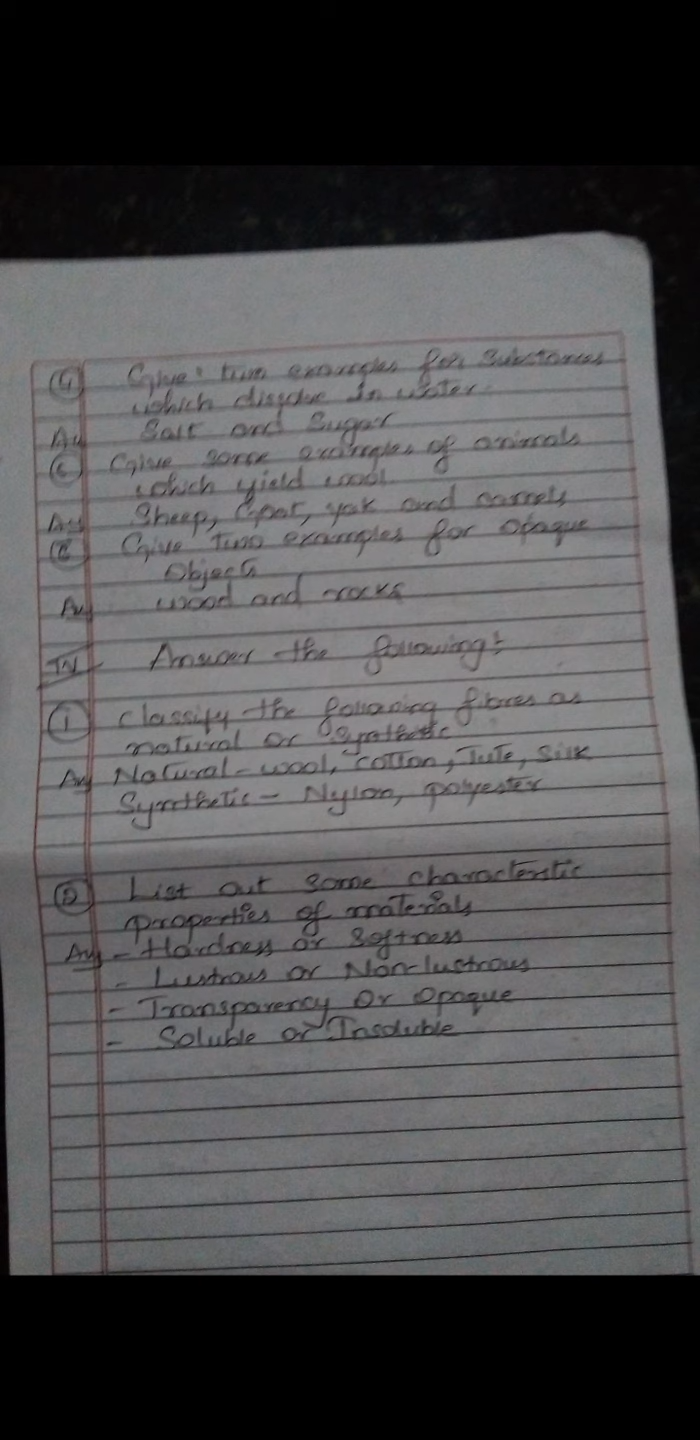 ④ Give two examples for substances
which disolve in water.
Ans Salt and Sugar
Give some examples of animals
which yield wool.
Ans Sheep, Goat, yak and camels
Give Two examples for opaque
Objects
Ans wood and rocks
IV Answer the following:
① Classify the following fibres as
natural or Synthetic
Ans Natural - wool, cotton, Jute, Silk
Synthetic - Nylon, polyester
② List out some characterstic
properties of materials
Ans - Hardness or Softness
- Lustrous or Non-lustrous
- Transparency or opaque
- Soluble or Insoluble